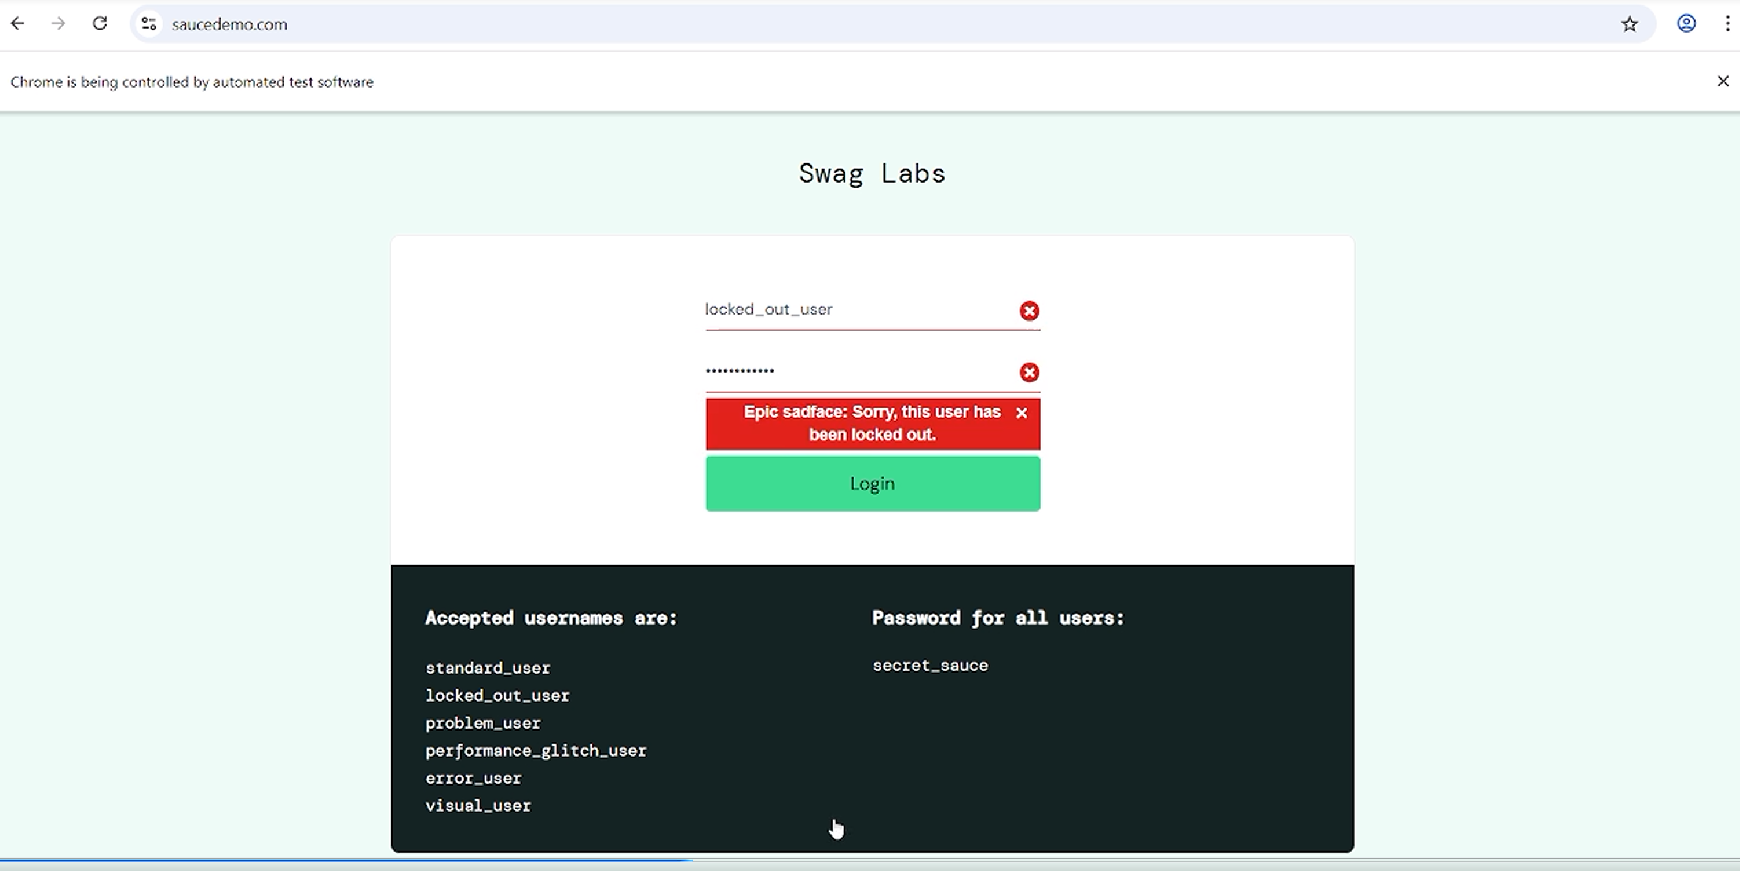 saucedemo.com
Chrome is being controlled by automated test software
Swag Labs
locked_out_user
••••••••••••
Epic sadface: Sorry, this user has
been locked out.
Login
Accepted usernames are:
standard_user
locked_out_user
problem_user
performance_glitch_user
error_user
visual_user
Password for all users:
secret_sauce